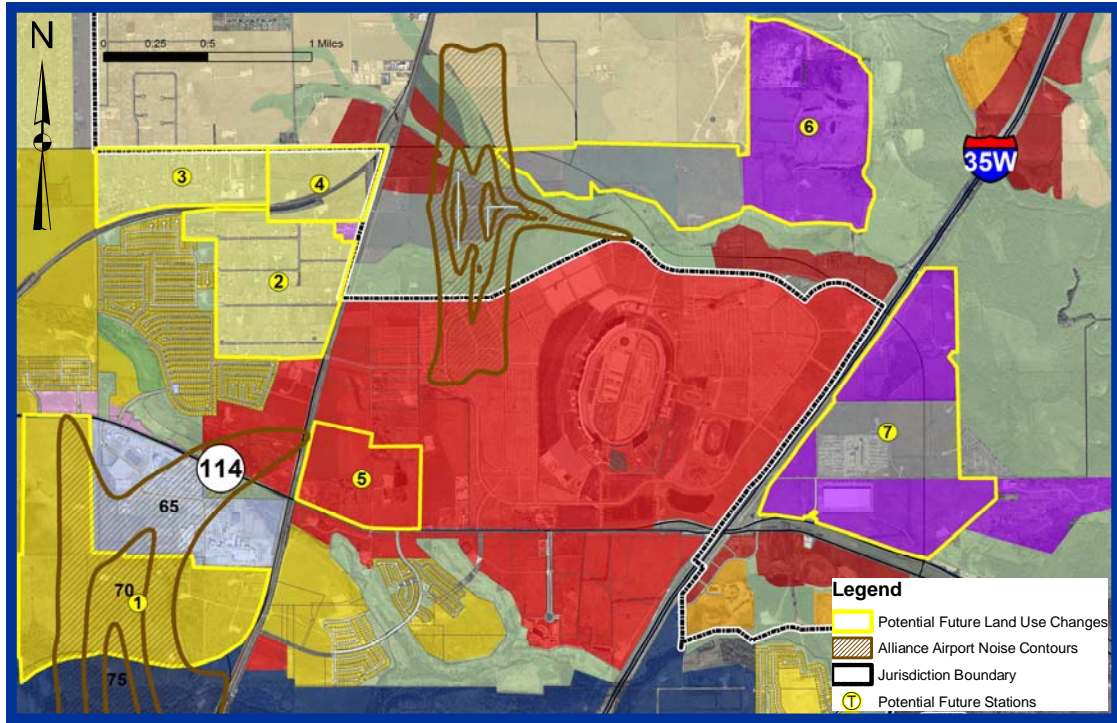 N
0 0.25 0.5 1 Miles
6
35W
3
4
2
7
5
114
65
70
1
75
Legend
Potential Future Land Use Changes
Alliance Airport Noise Contours
Jurisdiction Boundary
T Potential Future Stations